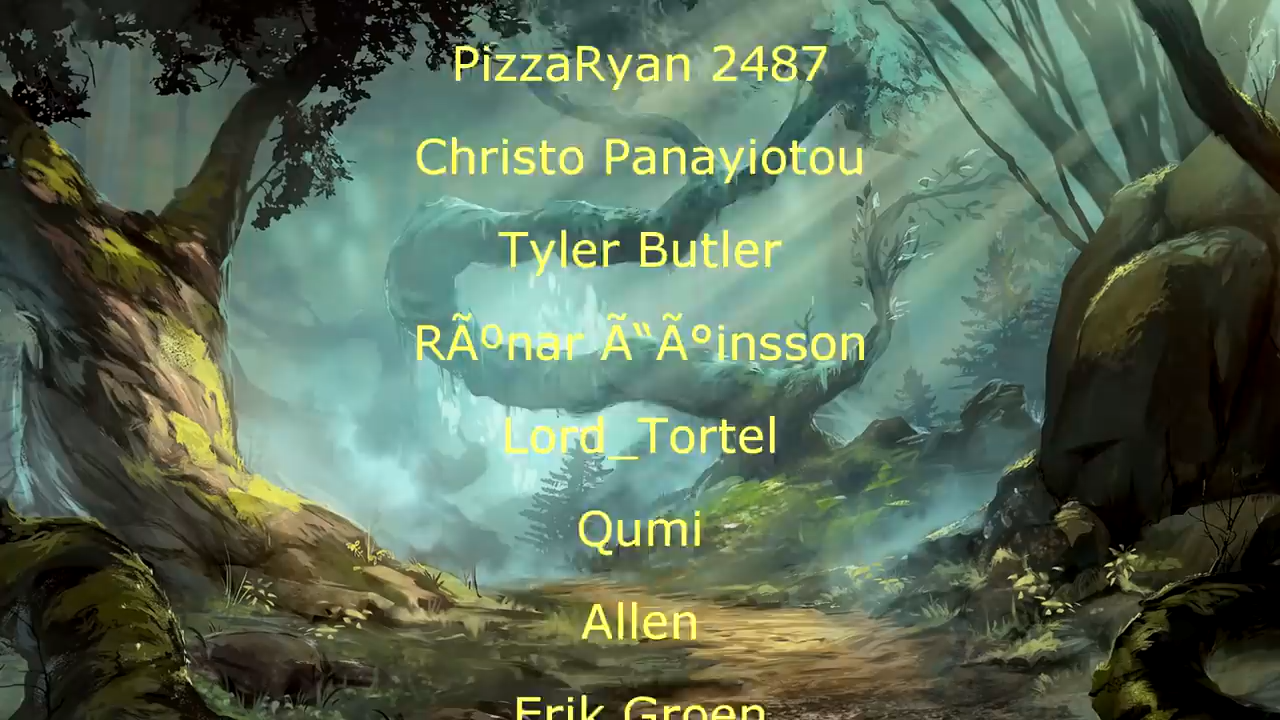 PizzaRyan 2487
Christo Panayiotou
Tyler Butler
RÃºnar Ã“Ã°insson
Lord_Tortel
Qumi
Allen
Erik Groen